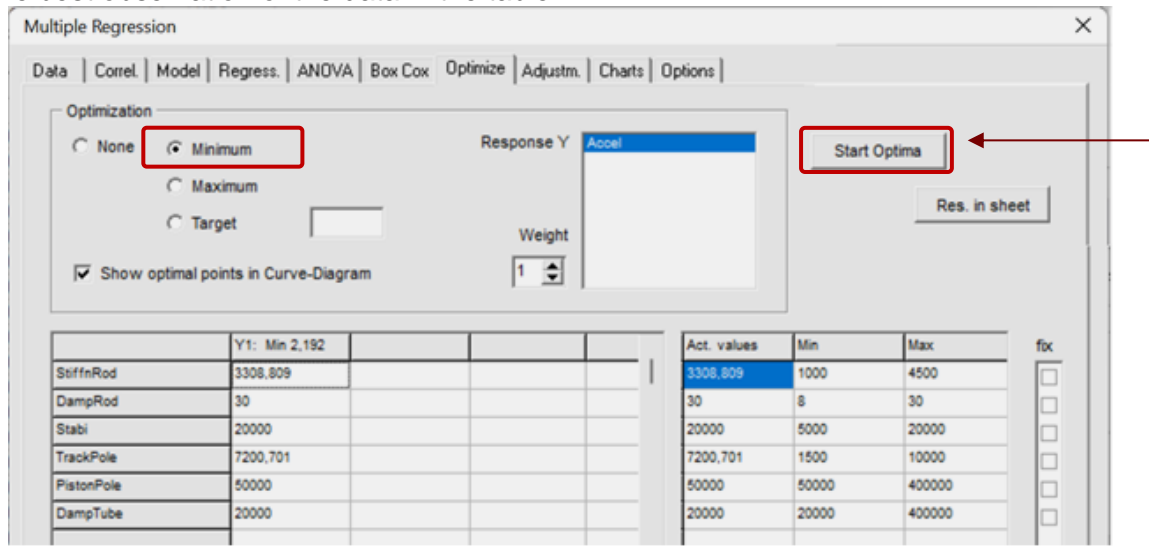 Multiple Regression
Data Correl. Model Regress. ANOVA Box Cox Optimize Adjustm. Charts Options
Optimization
None Minimum Response Y Accel Start Optima
Maximum
Res. in sheet
Target
Weight
Show optimal points in Curve-Diagram 1
Y1: Min 2,192 Act. values Min Max fix
StiffnRod 3308,809 3308,809 1000 4500
DampRod 30 30 8 30
Stabi 20000 20000 5000 20000
TrackPole 7200,701 7200,701 1500 10000
PistonPole 50000 50000 50000 400000
DampTube 20000 20000 20000 400000